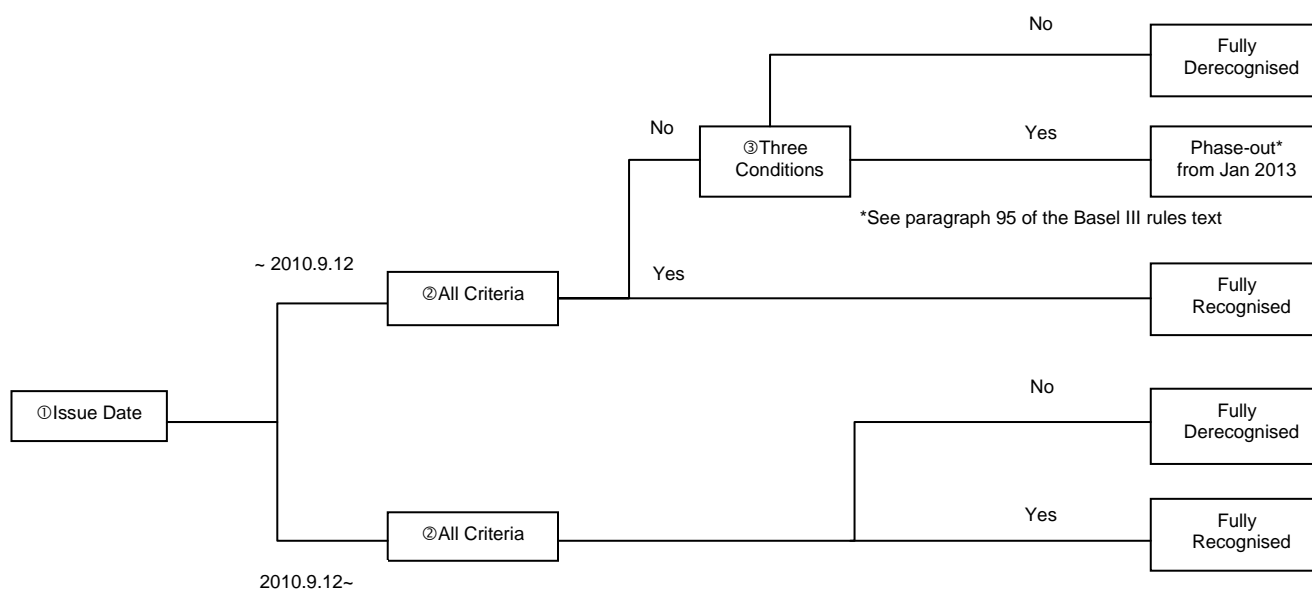 No
Fully
Derecognised
No
③Three
Conditions
Yes
Phase-out*
from Jan 2013
*See paragraph 95 of the Basel III rules text
~ 2010.9.12
②All Criteria
Yes
Fully
Recognised
①Issue Date
No
Fully
Derecognised
②All Criteria
Yes
Fully
Recognised
2010.9.12~